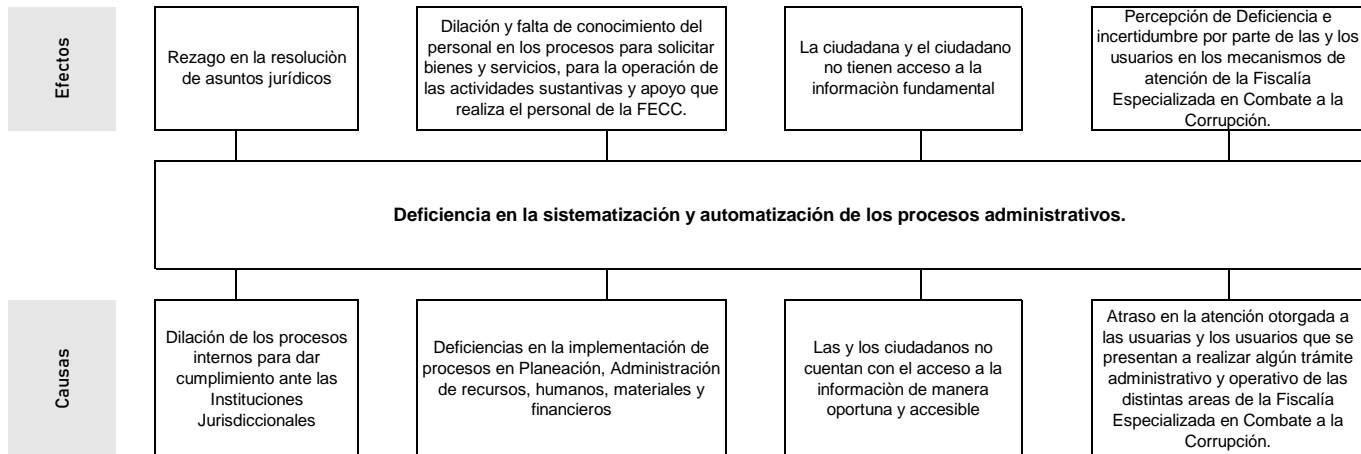 Efectos
Rezago en la resoluciòn
de asuntos jurídicos
Dilación y falta de conocimiento del
personal en los procesos para solicitar
bienes y servicios, para la operación de
las actividades sustantivas y apoyo que
realiza el personal de la FECC.
La ciudadana y el ciudadano
no tienen acceso a la
informaciòn fundamental
Percepción de Deficiencia e
incertidumbre por parte de las y los
usuarios en los mecanismos de
atención de la Fiscalía
Especializada en Combate a la
Corrupción.
Deficiencia en la sistematización y automatización de los procesos administrativos.
Causas
Dilación de los procesos
internos para dar
cumplimiento ante las
Instituciones
Jurisdiccionales
Deficiencias en la implementación de
procesos en Planeación, Administración
de recursos, humanos, materiales y
financieros
Las y los ciudadanos no
cuentan con el acceso a la
informaciòn de manera
oportuna y accesible
Atraso en la atención otorgada a
las usuarias y los usuarios que se
presentan a realizar algún trámite
administrativo y operativo de las
distintas areas de la Fiscalía
Especializada en Combate a la
Corrupción.